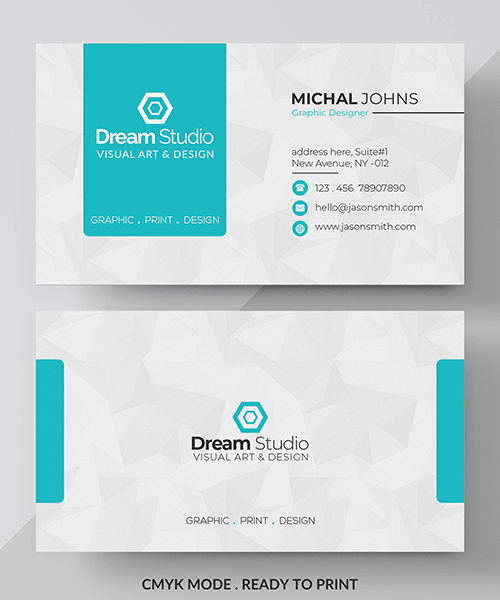 Dream Studio
VISUAL ART & DESIGN
GRAPHIC . PRINT . DESIGN
MICHAL JOHNS
Graphic Designer
address here, Suite#1
New Avenue, NY -012
123 . 456 78907890
hello@jasonsmith.com
www.jasonsmith.com
Dream Studio
VISUAL ART & DESIGN
GRAPHIC . PRINT . DESIGN
CMYK MODE . READY TO PRINT